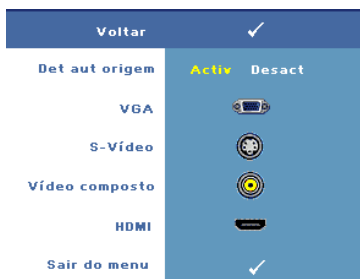 Voltar
Det aut origem Activ Desact
VGA
S-Vídeo
Vídeo composto
HDMI
Sair do menu